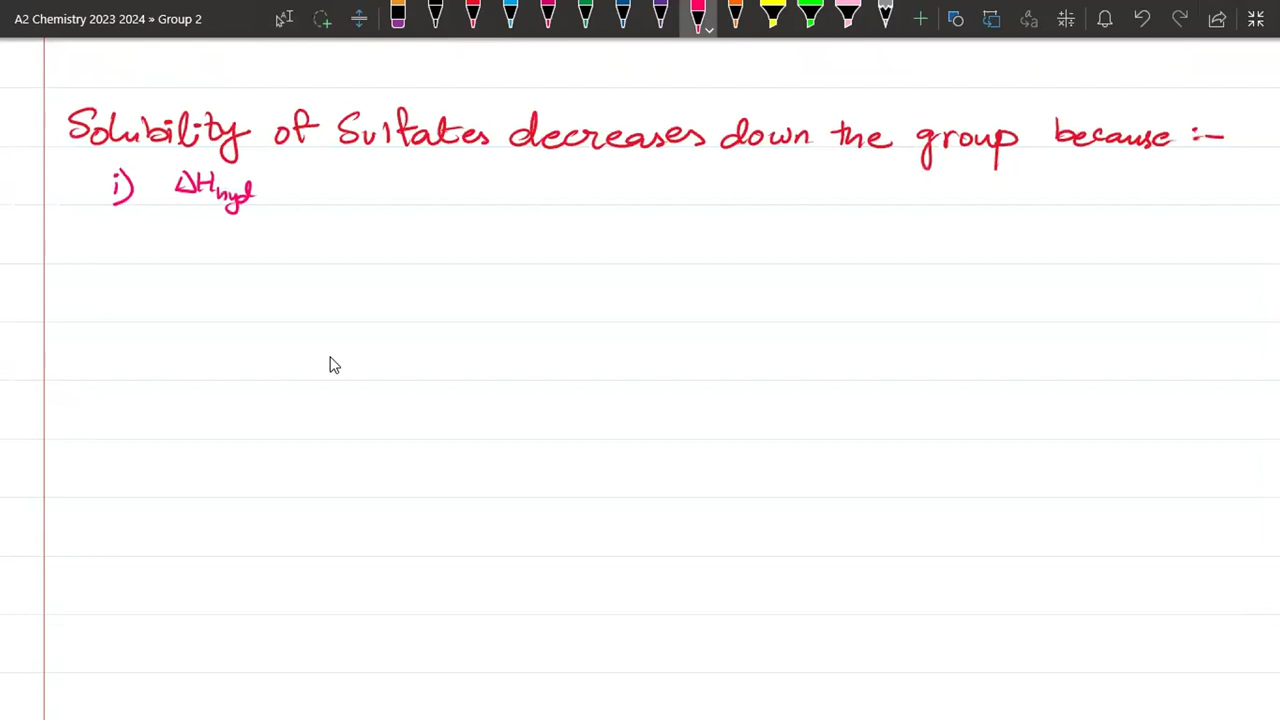 A2 Chemistry 2023 2024 » Group 2
Solubility of Sulfates decreases down the group because :-
i) ΔHhyd